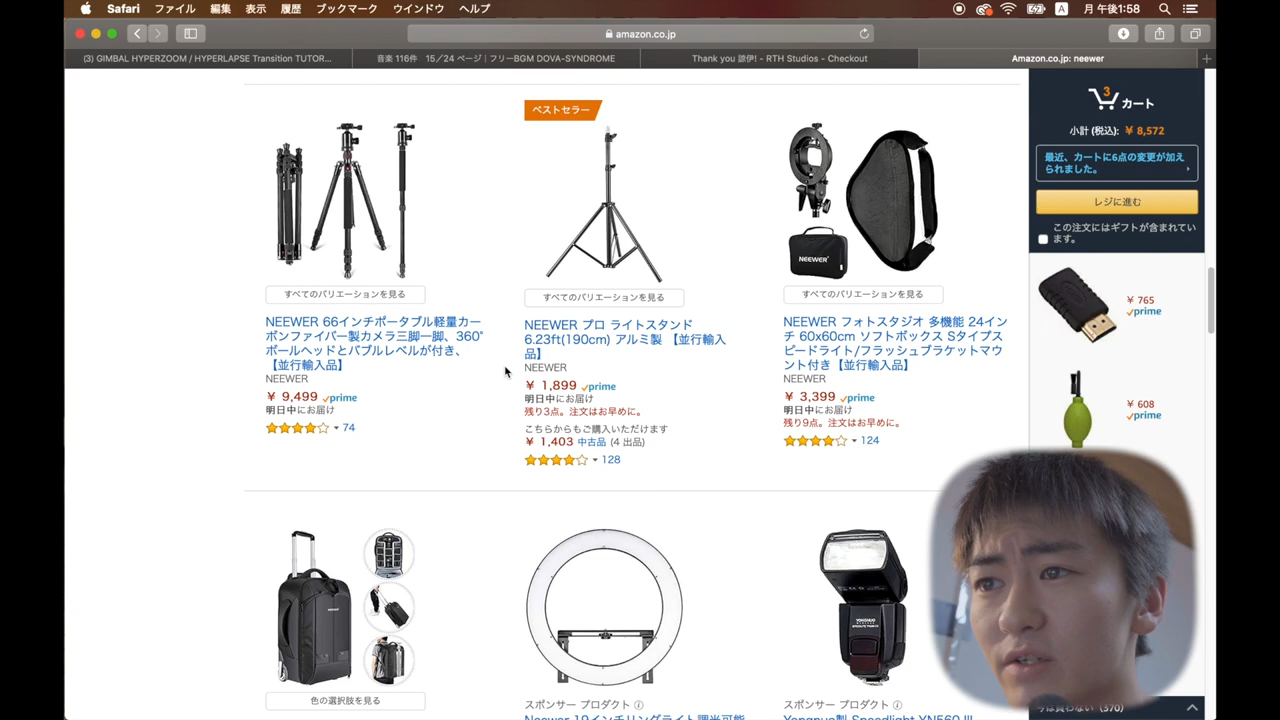 Safari ファイル 編集 表示 履歴 ブックマーク ウインドウ ヘルプ
A 月 午後1:58
amazon.co.jp
(3) GIMBAL HYPERZOOM / HYPERLAPSE Transition TUTOR...
音楽 116件 15／24 ページ｜フリーBGM DOVA-SYNDROME
Thank you 諒伊! - RTH Studios - Checkout
Amazon.co.jp: neewer
3
カート
小計 (税込): ￥ 8,572
最近、カートに6点の変更が加え
られました。
レジに進む
この注文にはギフトが含まれてい
ます。
￥ 765
prime
￥ 608
prime
すべてのバリエーションを見る
NEEWER 66インチポータブル軽量カー
ボンファイバー製カメラ三脚一脚、360°
ボールヘッドとバブルレベルが付き、
【並行輸入品】
NEEWER
￥ 9,499 prime
明日中にお届け
74
ベストセラー
すべてのバリエーションを見る
NEEWER プロ ライトスタンド
6.23ft(190cm) アルミ製 【並行輸入
品】
NEEWER
￥ 1,899 prime
明日中にお届け
残り3点。注文はお早めに。
こちらからもご購入いただけます
￥ 1,403 中古品 (4 出品)
128
NEEWER
すべてのバリエーションを見る
NEEWER フォトスタジオ 多機能 24イン
チ 60x60cm ソフトボックス Sタイプス
ピードライト/フラッシュブラケットマウ
ント付き【並行輸入品】
NEEWER
￥ 3,399 prime
明日中にお届け
残り9点。注文はお早めに。
124
色の選択肢を見る
スポンサー プロダクト
Neewer 19インチリングライト調光可能
YONGNUO
スポンサー プロダクト
Yongnuo製 Speedlight YN560 III
今は買わない (370)